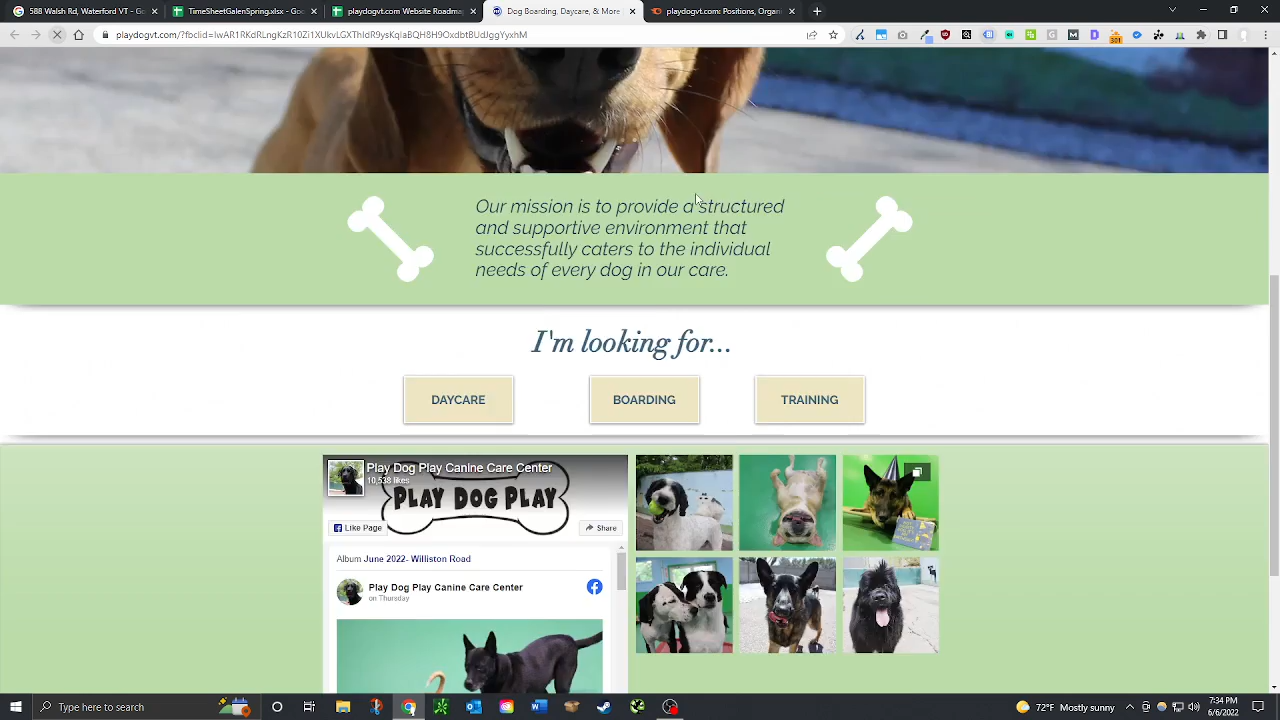 588 Walsh Rd, Waterford VT - Go
TimeSheetGalenSpringxlsx - Go
playdogvt.com Website Roadma
Dog Boarding, Daycare, & More
playdogvt.com Positions, Organ
playdogvt.com/?fbclid=IwAR1RKdRLngKxzR10Zi1XUkvLGXThIdR9ysKqIaBQH8H9OxdbtBUdJggYyxhM
501
Our mission is to provide a structured
and supportive environment that
successfully caters to the individual
needs of every dog in our care.
I'm looking for...
DAYCARE
BOARDING
TRAINING
Play Dog Play Canine Care Center
10,538 likes
PLAY DOG PLAY
Like Page
Share
Album June 2022- Williston Road
Play Dog Play Canine Care Center
on Thursday
Type here to search
72°F Mostly sunny
7:34 PM
6/6/2022